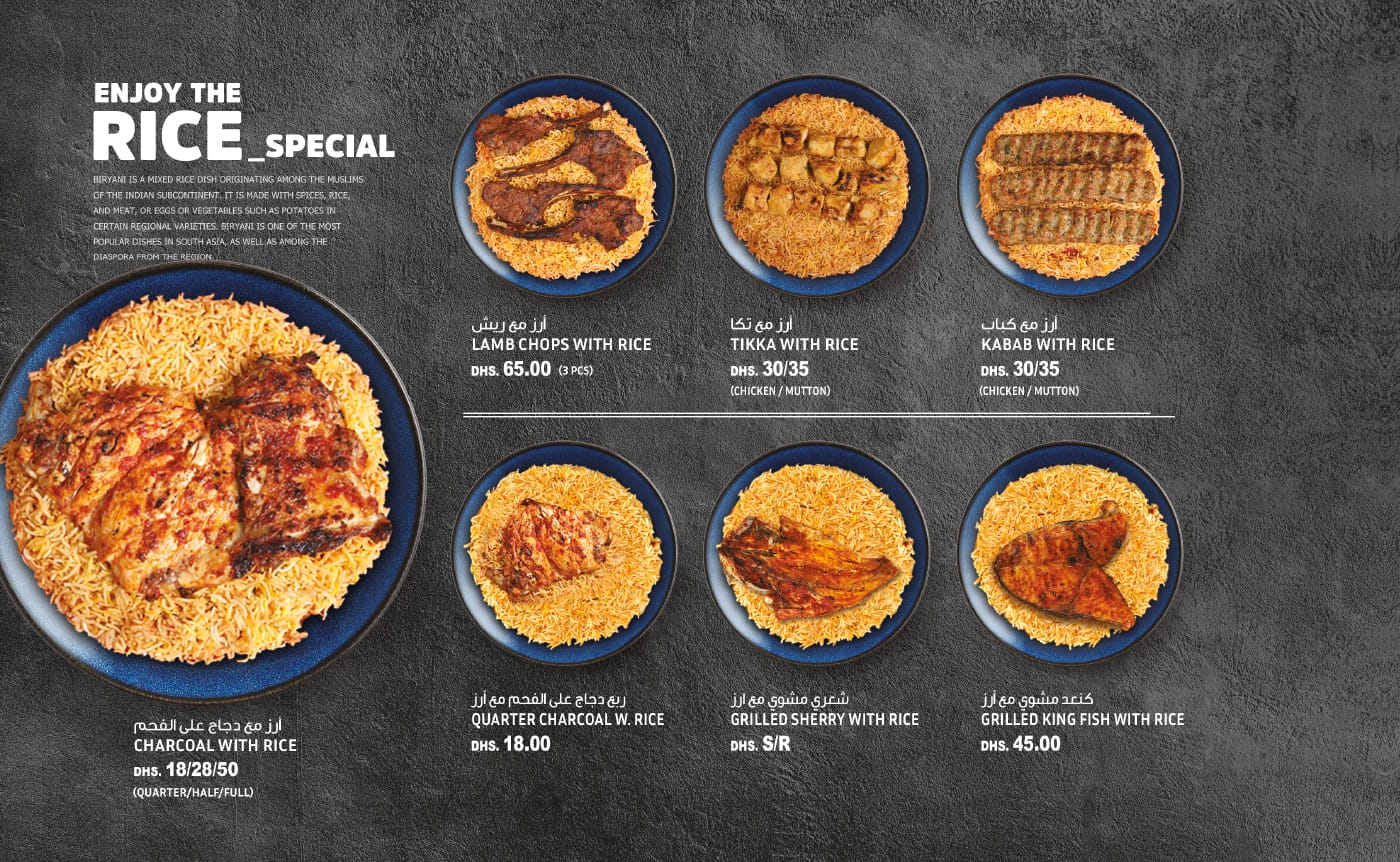 ENJOY THE
RICE_SPECIAL
BIRYANI IS A MIXED RICE DISH ORIGINATING AMONG THE MUSLIMS
OF THE INDIAN SUBCONTINENT. IT IS MADE WITH SPICES, RICE,
AND MEAT, OR EGGS OR VEGETABLES SUCH AS POTATOES IN
CERTAIN REGIONAL VARIETIES. BIRYANI IS ONE OF THE MOST
POPULAR DISHES IN SOUTH ASIA, AS WELL AS AMONG THE
DIASPORA FROM THE REGION.
أرز مع دجاج على الفحم
CHARCOAL WITH RICE
DHS. 18/28/50
(QUARTER/HALF/FULL)
أرز مع ريش
LAMB CHOPS WITH RICE
DHS. 65.00 (3 PCS)
أرز مع تكا
TIKKA WITH RICE
DHS. 30/35
(CHICKEN / MUTTON)
أرز مع كباب
KABAB WITH RICE
DHS. 30/35
(CHICKEN / MUTTON)
ربع دجاج على الفحم مع أرز
QUARTER CHARCOAL W. RICE
DHS. 18.00
شعري مشوي مع ارز
GRILLED SHERRY WITH RICE
DHS. S/R
كنعد مشوي مع أرز
GRILLED KING FISH WITH RICE
DHS. 45.00